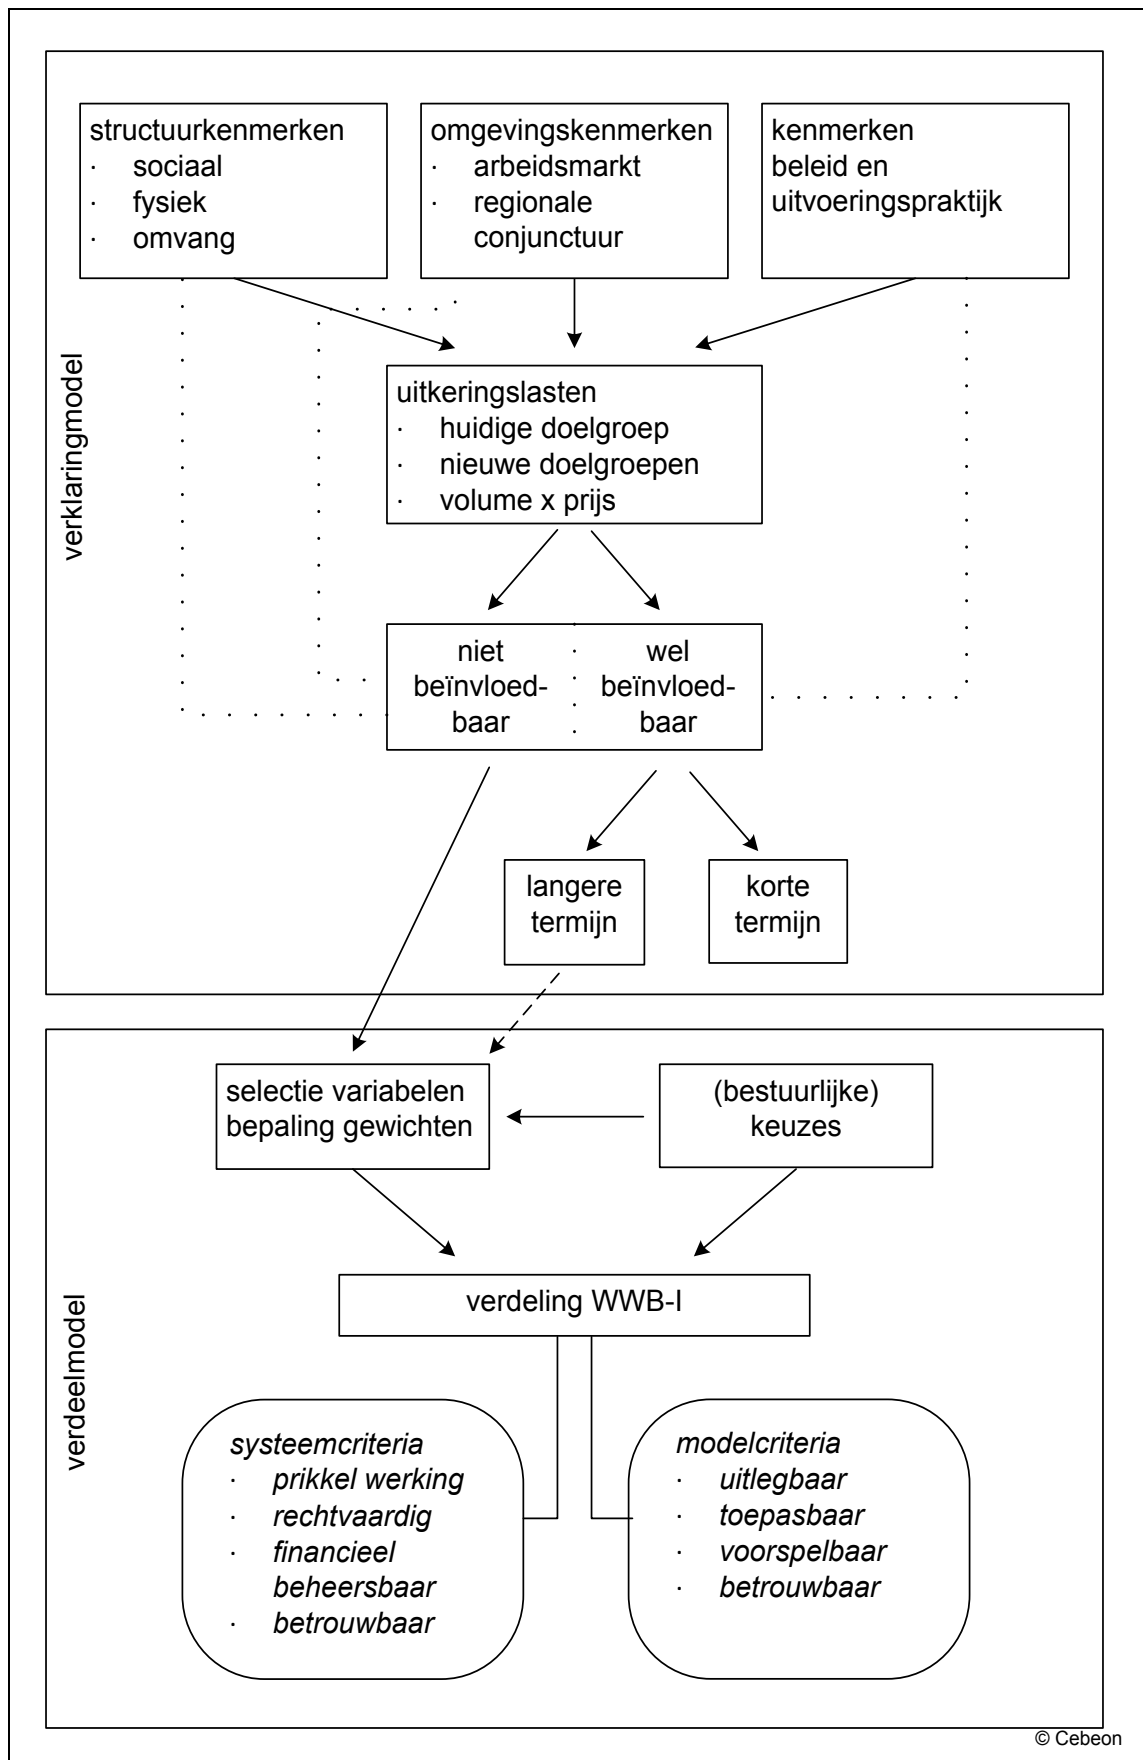 structuurkenmerken
· sociaal
· fysiek
· omvang
omgevingskenmerken
· arbeidsmarkt
· regionale
conjunctuur
kenmerken
beleid en
uitvoeringspraktijk
verklaringmodel
uitkeringslasten
· huidige doelgroep
· nieuwe doelgroepen
· volume x prijs
niet
beïnvloed-
baar
wel
beïnvloed-
baar
langere
termijn
korte
termijn
selectie variabelen
bepaling gewichten
(bestuurlijke)
keuzes
verdeelmodel
verdeling WWB-I
systeemcriteria
· prikkel werking
· rechtvaardig
· financieel
beheersbaar
· betrouwbaar
modelcriteria
· uitlegbaar
· toepasbaar
· voorspelbaar
· betrouwbaar
© Cebeon